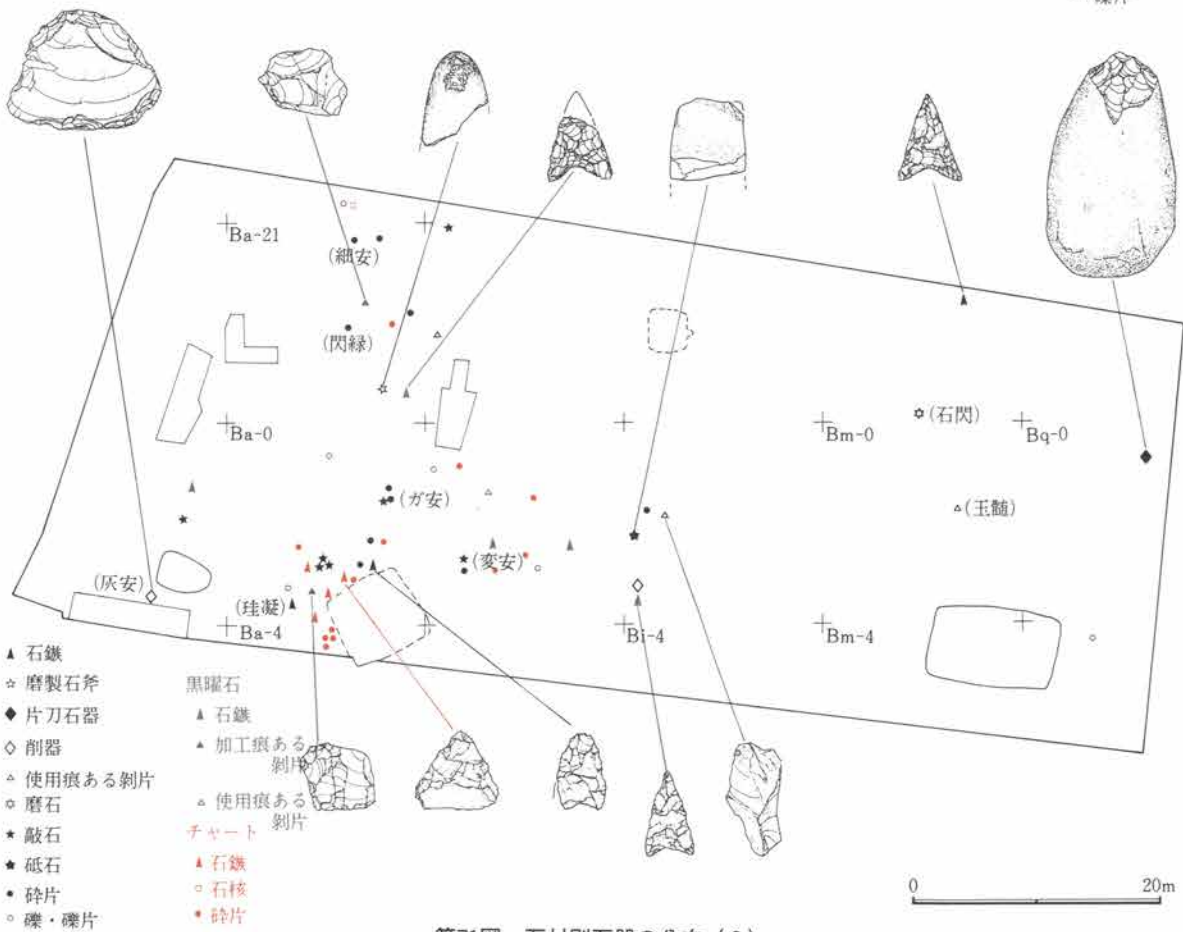 Ba-21
(細安)
(閃緑)
Ba-0
Bm-0
(石閃)
Bq-0
(ガ安)
(玉髄)
(変安)
(灰安)
(珪凝)
Ba-4
Bi-4
Bm-4
石鏃
磨製石斧
片刃石器
削器
使用痕ある剝片
磨石
敲石
砥石
砕片
礫・礫片
黒曜石
石鏃
加工痕ある
剝片
使用痕ある
剝片
チャート
石鏃
石核
砕片
0 20m